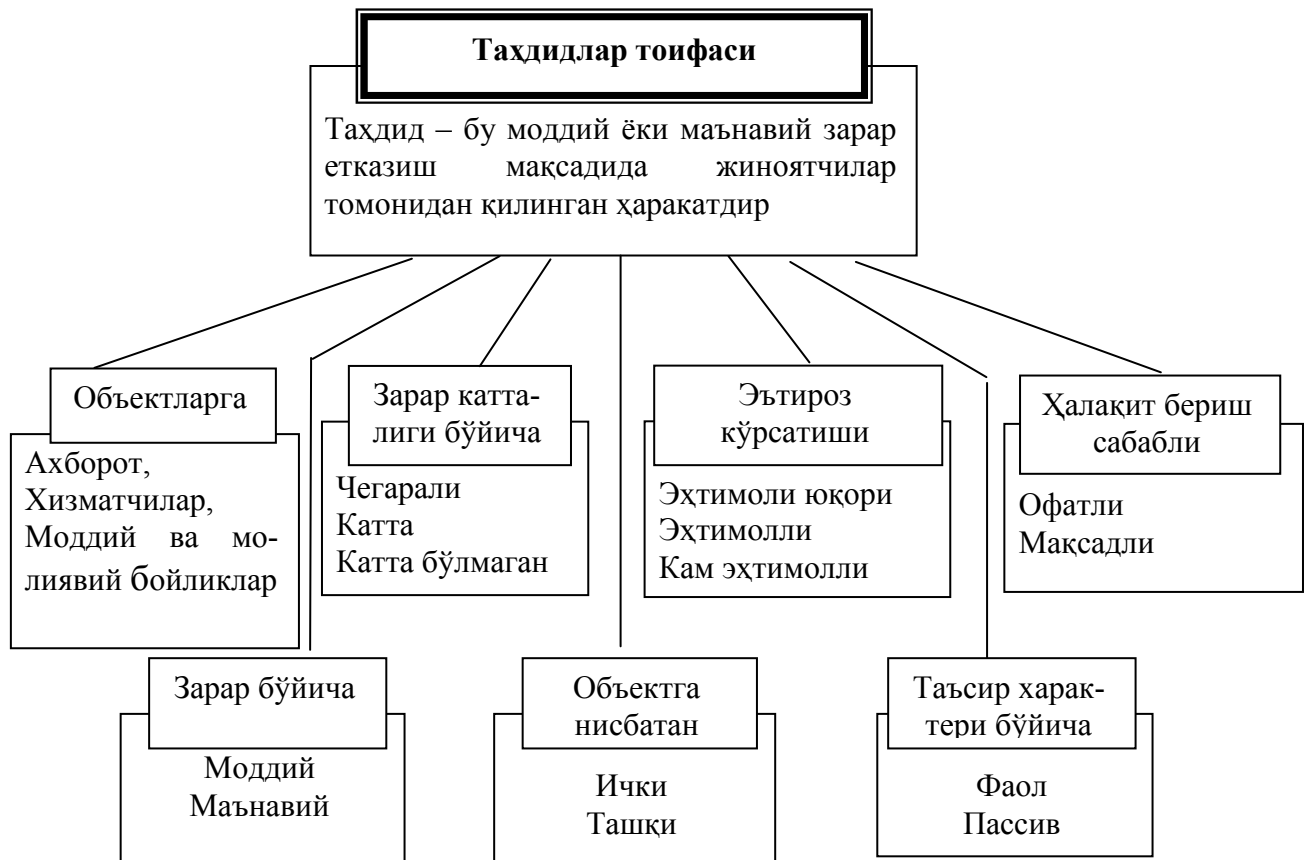 Таҳдидлар тоифаси
Таҳдид – бу моддий ёки маънавий зарар
етказиш мақсадида жиноятчилар
томонидан қилинган ҳаракатдир
Объектларга
Ахборот,
Хизматчилар,
Моддий ва мо-
лиявий бойликлар
Зарар катта-
лиги бўйича
Чегарали
Катта
Катта бўлмаган
Эътироз
кўрсатиши
Эҳтимоли юқори
Эҳтимолли
Кам эҳтимолли
Ҳалақит бериш
сабабли
Офатли
Мақсадли
Зарар бўйича
Моддий
Маънавий
Объектга
нисбатан
Ички
Ташқи
Таъсир харак-
тери бўйича
Фаол
Пассив